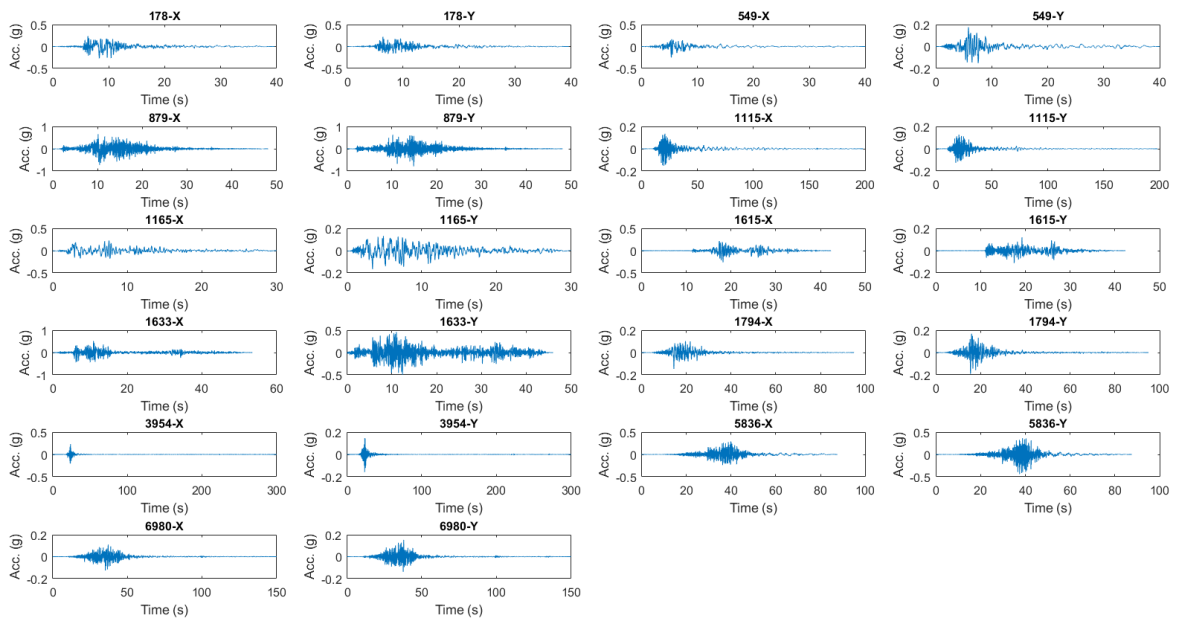 178-X 178-Y 549-X 549-Y
0.5 0.5 0.5 0.2
Acc. (g) Acc. (g) Acc. (g) Acc. (g)
0 0 0 0
-0.5 -0.5 -0.5 -0.2
0 10 20 30 40 0 10 20 30 40 0 10 20 30 40 0 10 20 30 40
Time (s) Time (s) Time (s) Time (s)
879-X 879-Y 1115-X 1115-Y
1 1 0.2 0.2
Acc. (g) Acc. (g) Acc. (g) Acc. (g)
0 0 0 0
-1 -1 -0.2 -0.2
0 10 20 30 40 50 0 10 20 30 40 50 0 50 100 150 200 0 50 100 150 200
Time (s) Time (s) Time (s) Time (s)
1165-X 1165-Y 1615-X 1615-Y
0.5 0.2 0.5 0.2
Acc. (g) Acc. (g) Acc. (g) Acc. (g)
0 0 0 0
-0.5 -0.2 -0.5 -0.2
0 10 20 30 0 10 20 30 0 10 20 30 40 50 0 10 20 30 40 50
Time (s) Time (s) Time (s) Time (s)
1633-X 1633-Y 1794-X 1794-Y
1 0.5 0.2 0.2
Acc. (g) Acc. (g) Acc. (g) Acc. (g)
0 0 0 0
-1 -0.5 -0.2 -0.2
0 20 40 60 0 10 20 30 40 50 0 20 40 60 80 100 0 20 40 60 80 100
Time (s) Time (s) Time (s) Time (s)
3954-X 3954-Y 5836-X 5836-Y
0.5 0.5 0.5 0.5
Acc. (g) Acc. (g) Acc. (g) Acc. (g)
0 0 0 0
-0.5 -0.5 -0.5 -0.5
0 100 200 300 0 100 200 300 0 20 40 60 80 100 0 20 40 60 80 100
Time (s) Time (s) Time (s) Time (s)
6980-X 6980-Y
0.2 0.2
Acc. (g) Acc. (g)
0 0
-0.2 -0.2
0 50 100 150 0 50 100 150
Time (s) Time (s)